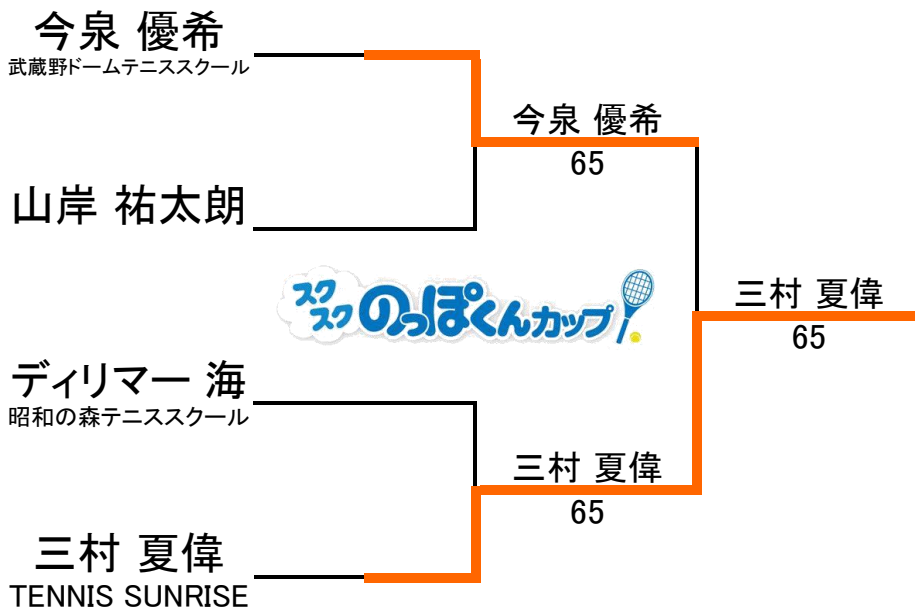 今泉 優希
武蔵野ドームテニススクール
今泉 優希
65
山岸 祐太朗
スクスクのっぽくんカップ
三村 夏偉
65
ディリマー 海
昭和の森テニススクール
三村 夏偉
65
三村 夏偉
TENNIS SUNRISE